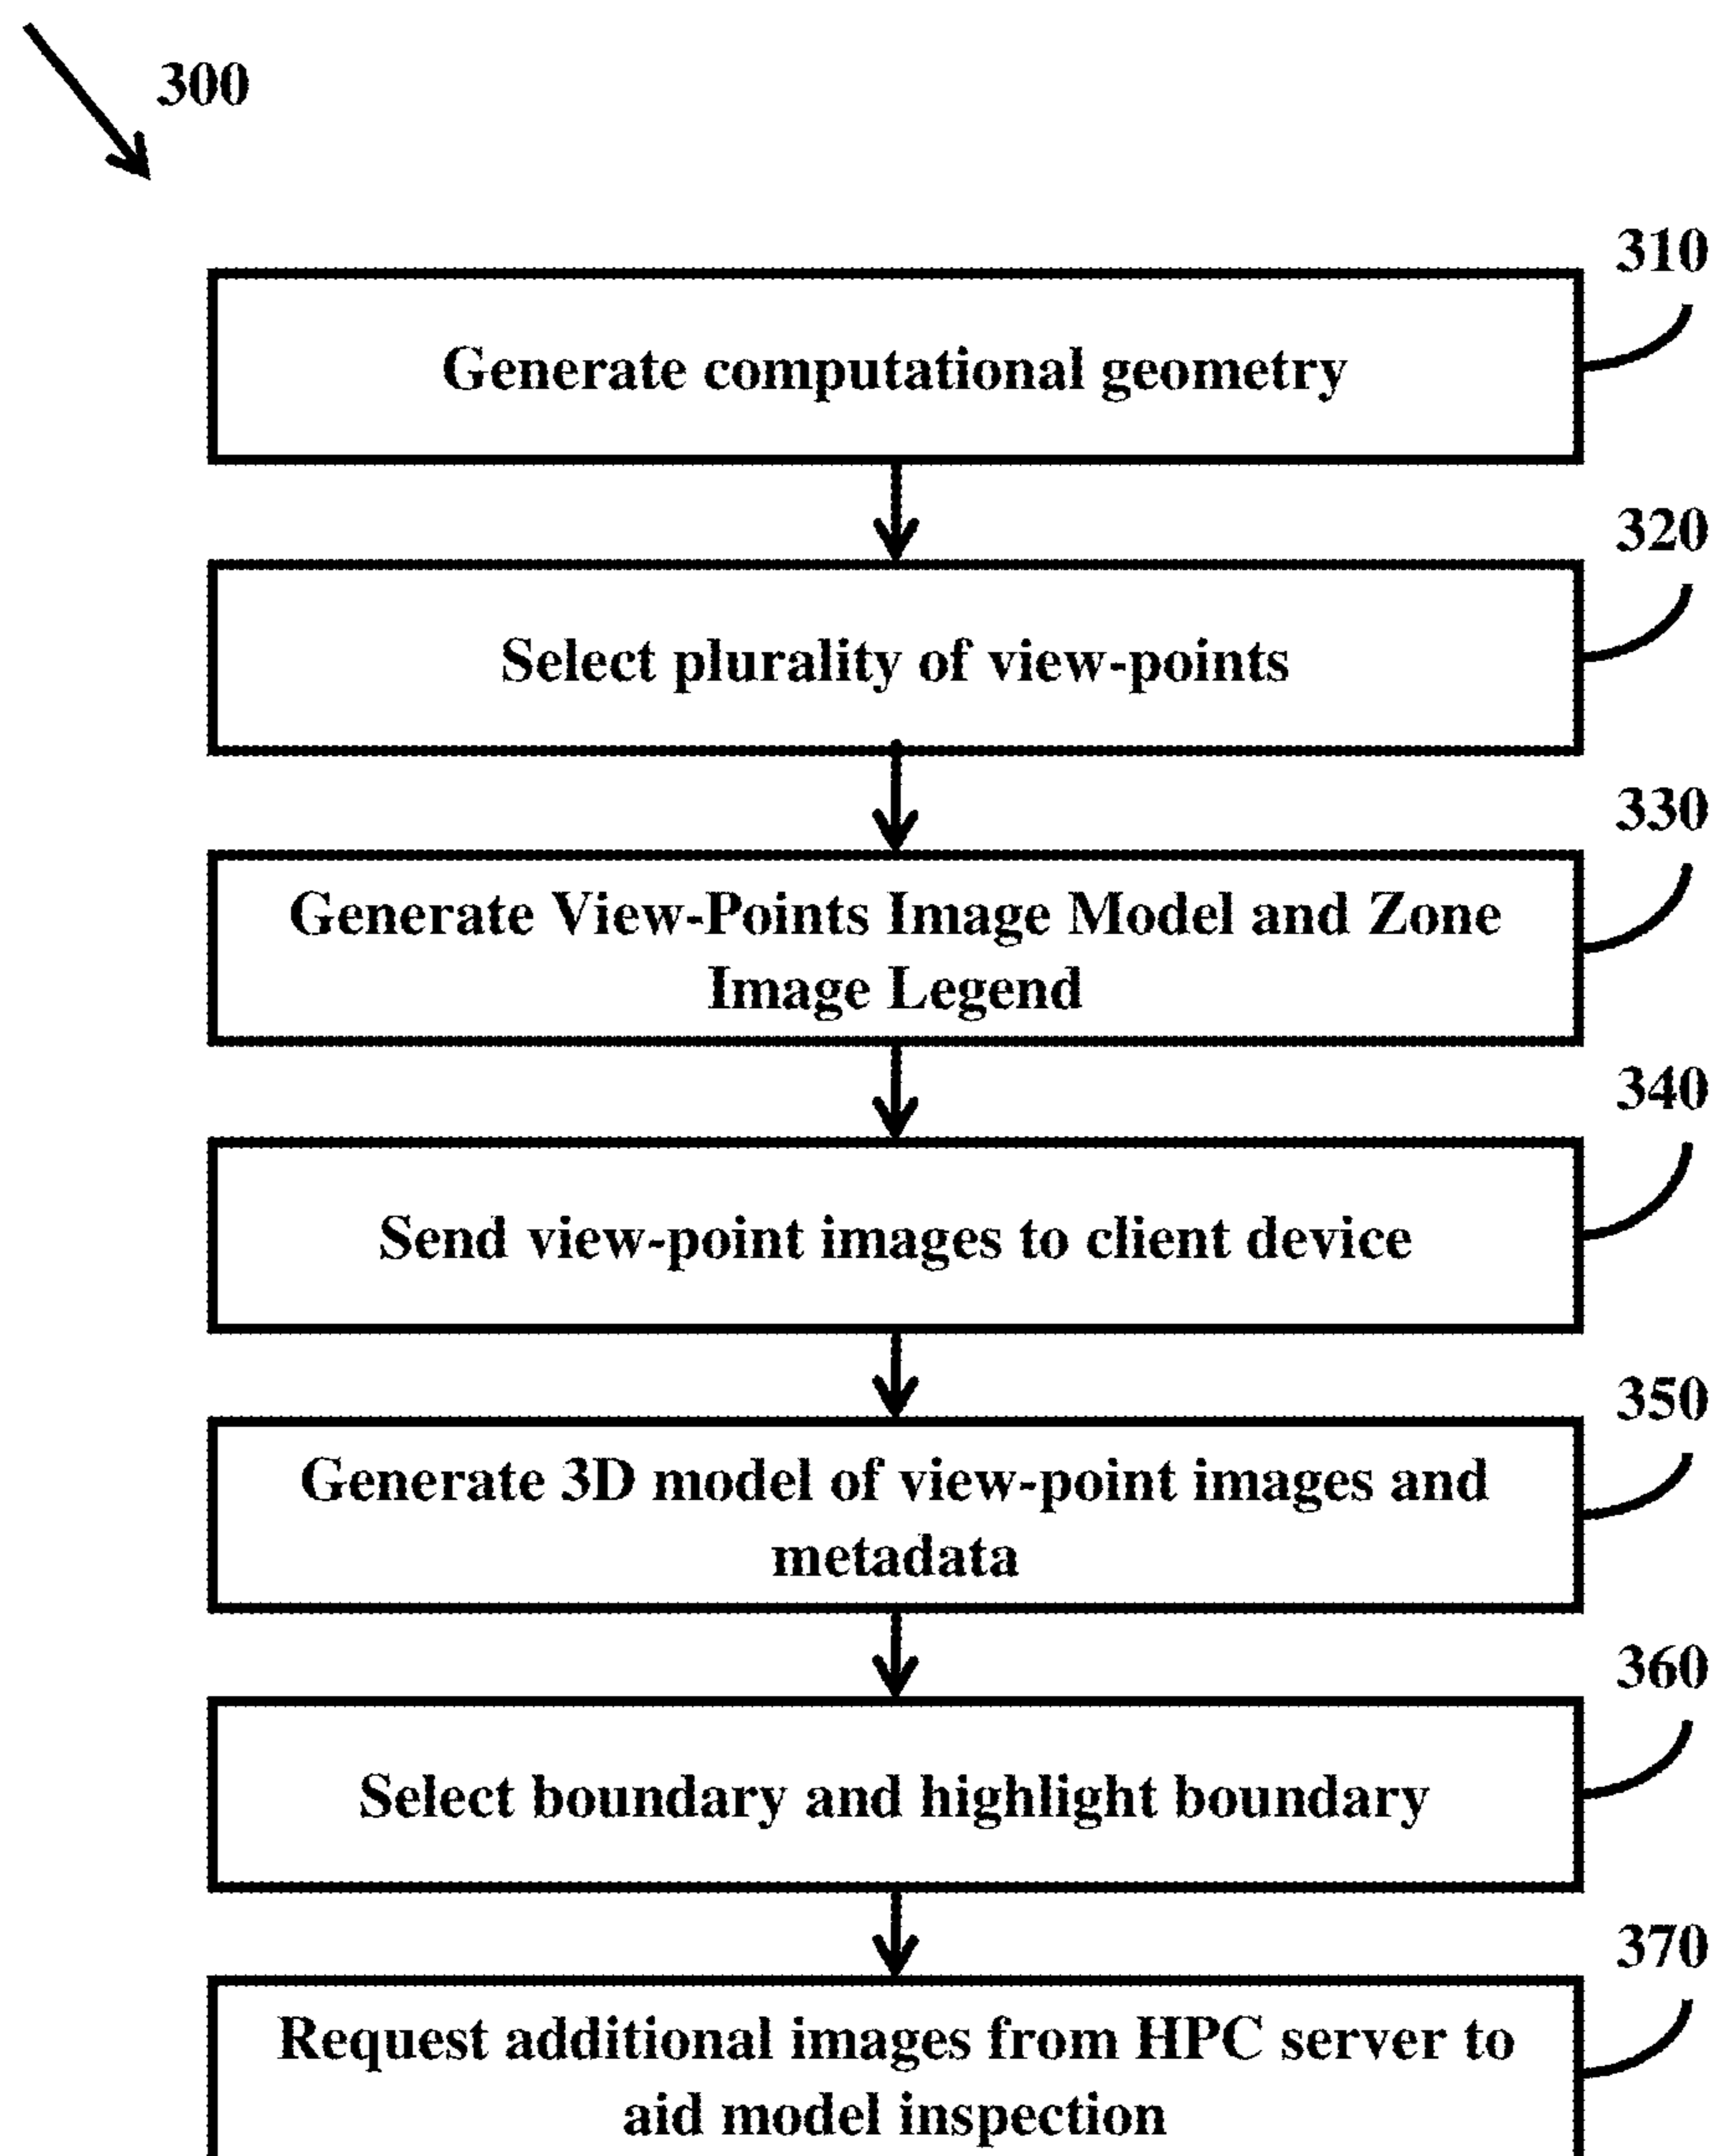 300
310
Generate computational geometry
320
Select plurality of view-points
330
Generate View-Points Image Model and Zone
Image Legend
340
Send view-point images to client device
350
Generate 3D model of view-point images and
metadata
360
Select boundary and highlight boundary
370
Request additional images from HPC server to
aid model inspection